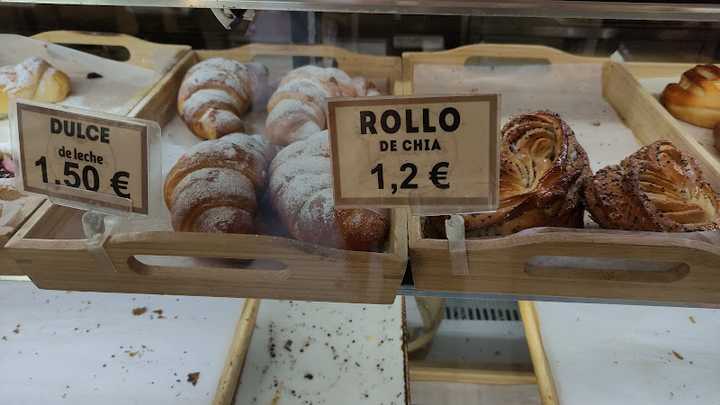 DULCE
de leche
1.50 €
ROLLO
DE CHIA
1,2 €